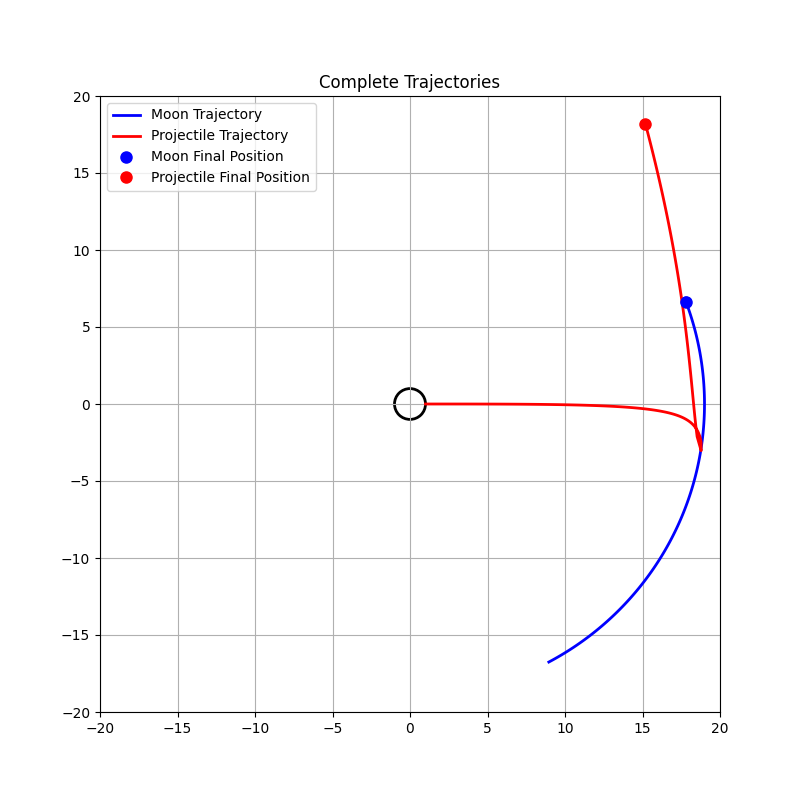 Complete Trajectories
Moon Trajectory
Projectile Trajectory
Moon Final Position
Projectile Final Position
20
15
10
5
0
−5
−10
−15
−20
−20 −15 −10 −5 0 5 10 15 20